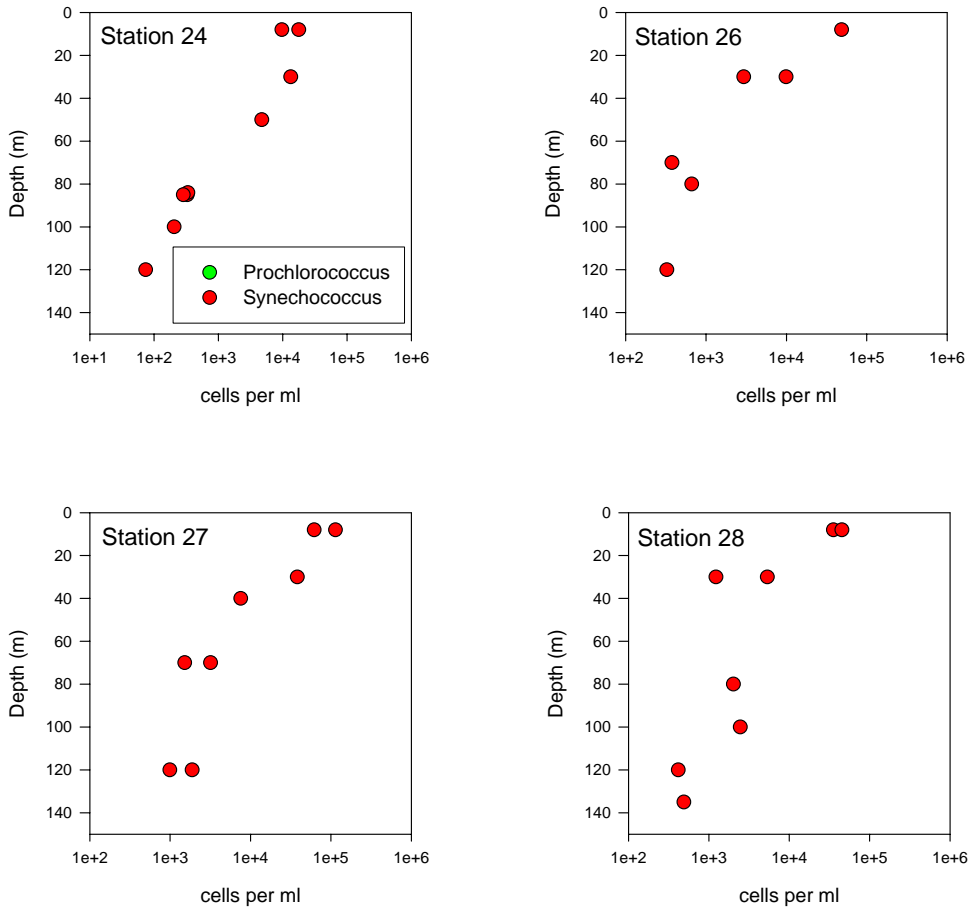 Station 24
0
20
40
60
80
100
120
140
Depth (m)
Prochlorococcus
Synechococcus
1e+1 1e+2 1e+3 1e+4 1e+5 1e+6
cells per ml
Station 26
0
20
40
60
80
100
120
140
Depth (m)
1e+2 1e+3 1e+4 1e+5 1e+6
cells per ml
Station 27
0
20
40
60
80
100
120
140
Depth (m)
1e+2 1e+3 1e+4 1e+5 1e+6
cells per ml
Station 28
0
20
40
60
80
100
120
140
Depth (m)
1e+2 1e+3 1e+4 1e+5 1e+6
cells per ml